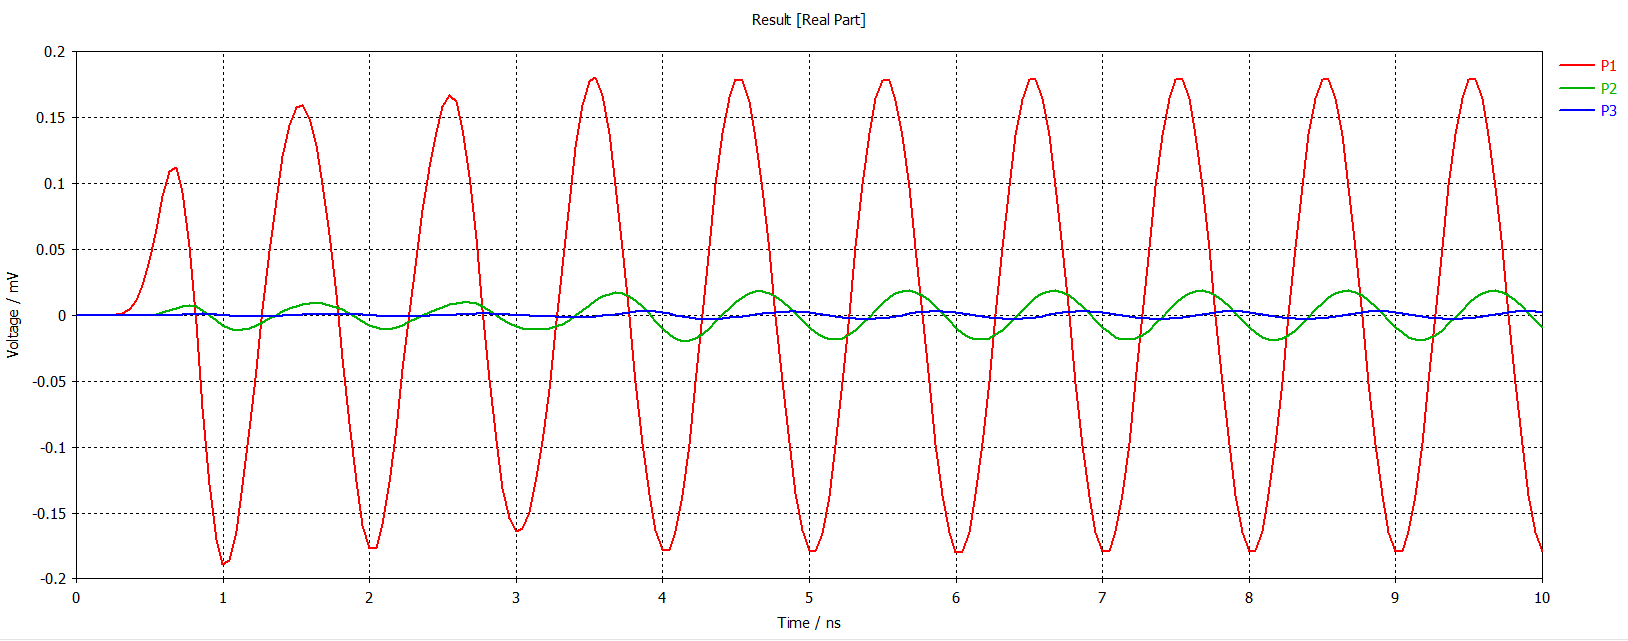 Result [Real Part]
0.2
0.15
0.1
0.05
0
-0.05
-0.1
-0.15
-0.2
Voltage / mV
0 1 2 3 4 5 6 7 8 9 10
Time / ns
P1
P2
P3